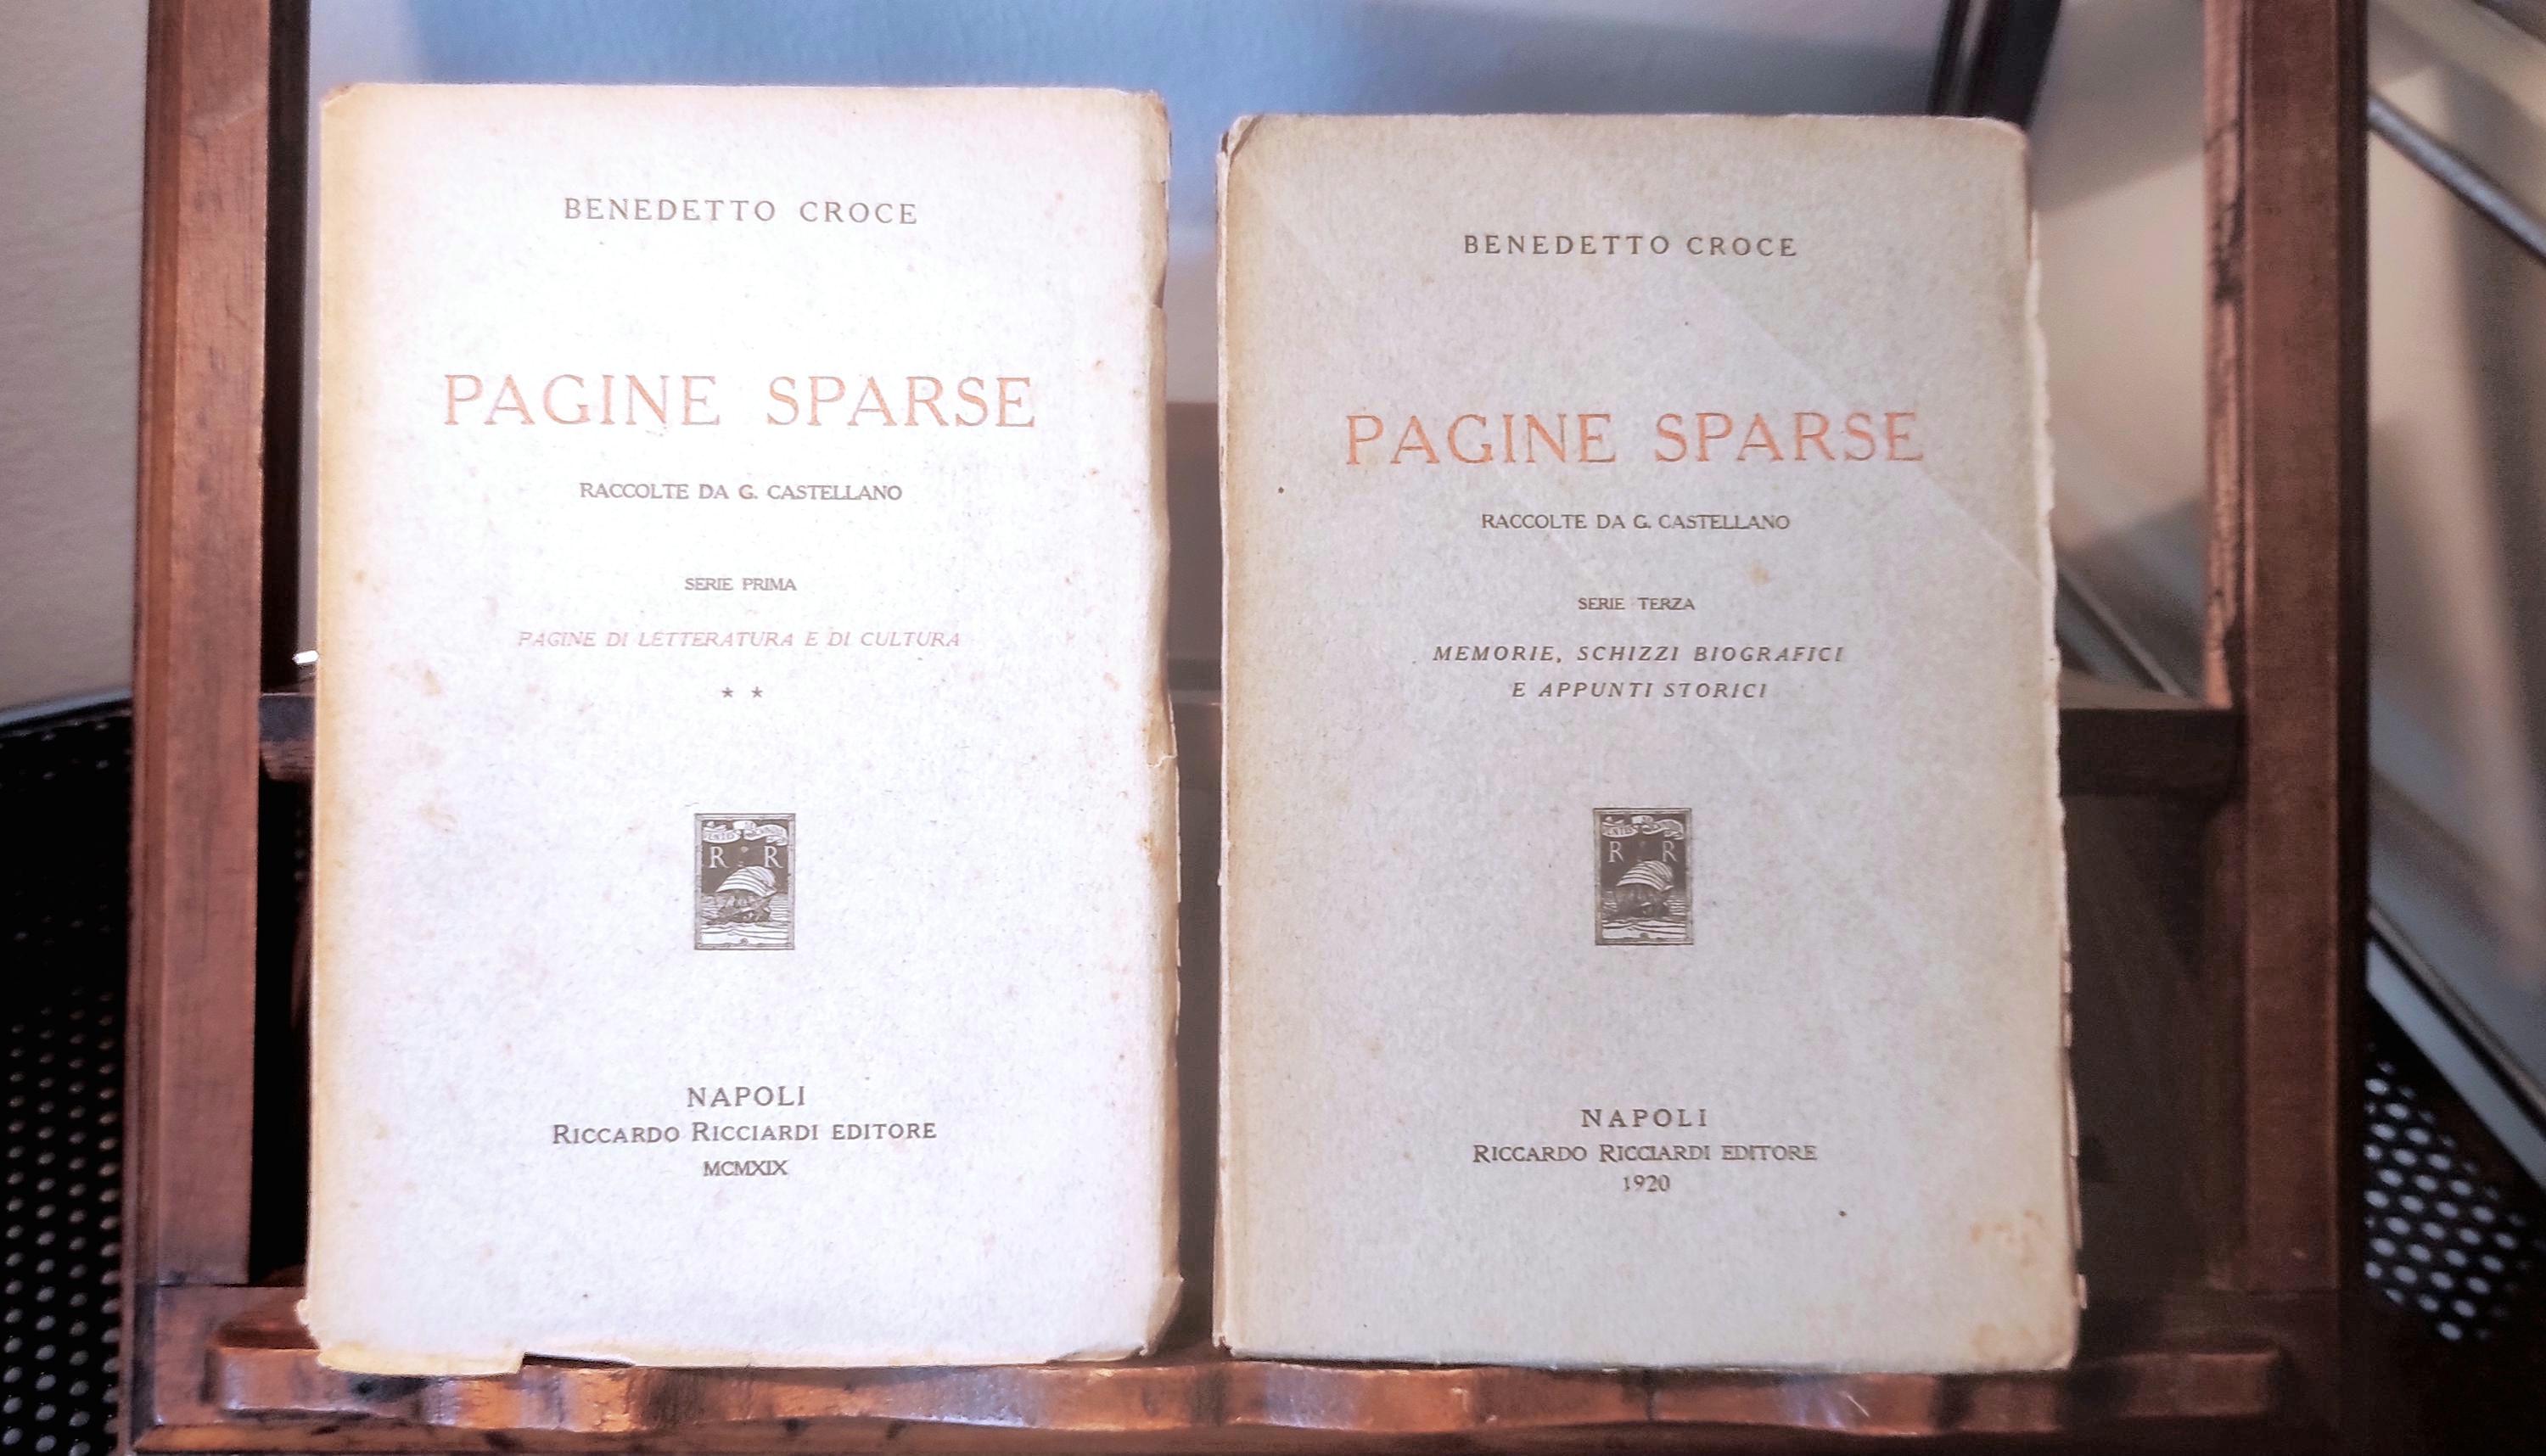 BENEDETTO CROCE
PAGINE SPARSE
RACCOLTE DA G. CASTELLANO
SERIE PRIMA
PAGINE DI LETTERATURA E DI CULTURA
* *
R R
NAPOLI
RICCARDO RICCIARDI EDITORE
MCMXIX
BENEDETTO CROCE
PAGINE SPARSE
RACCOLTE DA G. CASTELLANO
SERIE TERZA
MEMORIE, SCHIZZI BIOGRAFICI
E APPUNTI STORICI
R R
NAPOLI
RICCARDO RICCIARDI EDITORE
1920